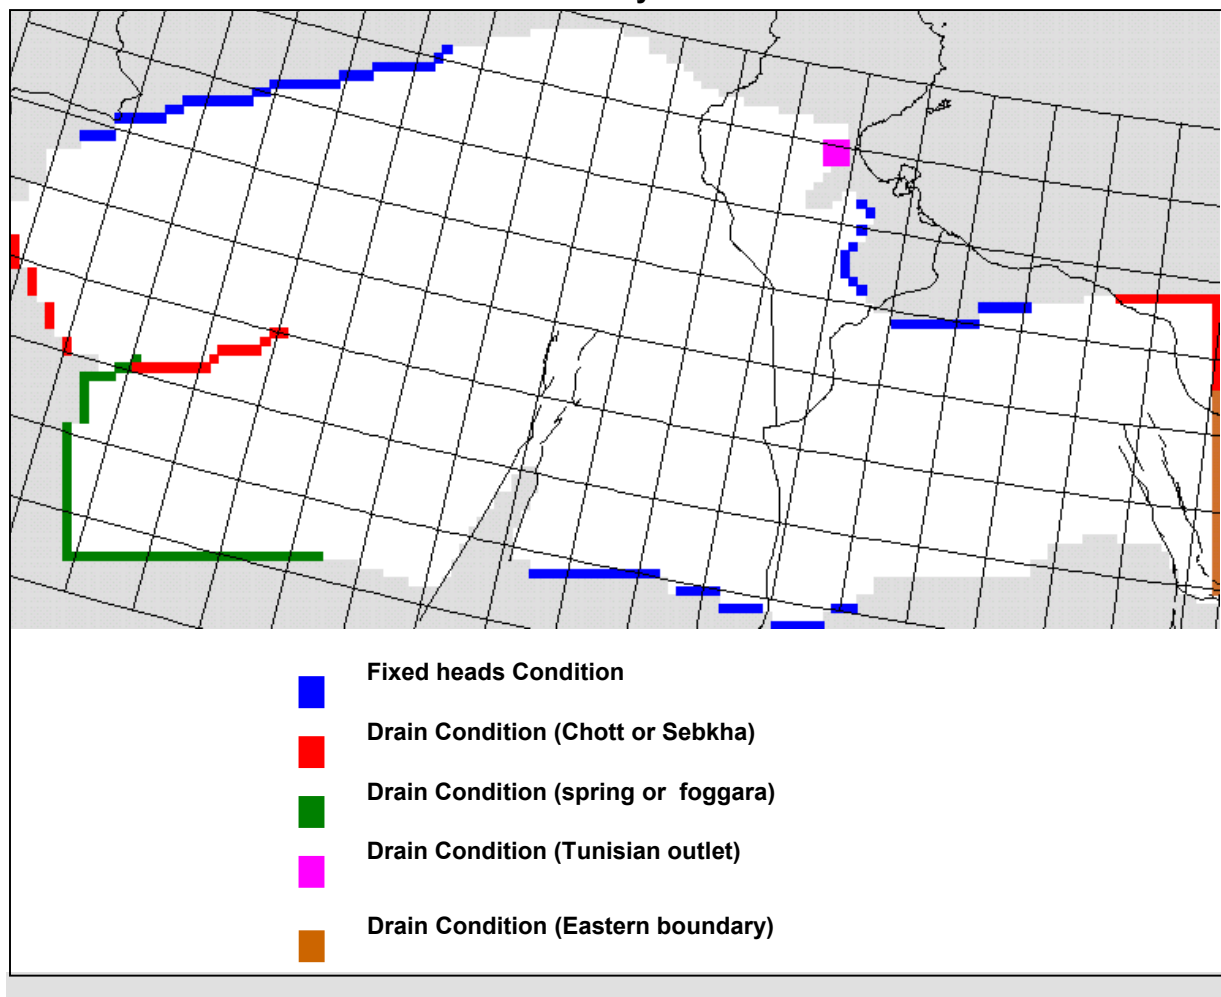 Fixed heads Condition
Drain Condition (Chott or Sebkha)
Drain Condition (spring or foggara)
Drain Condition (Tunisian outlet)
Drain Condition (Eastern boundary)